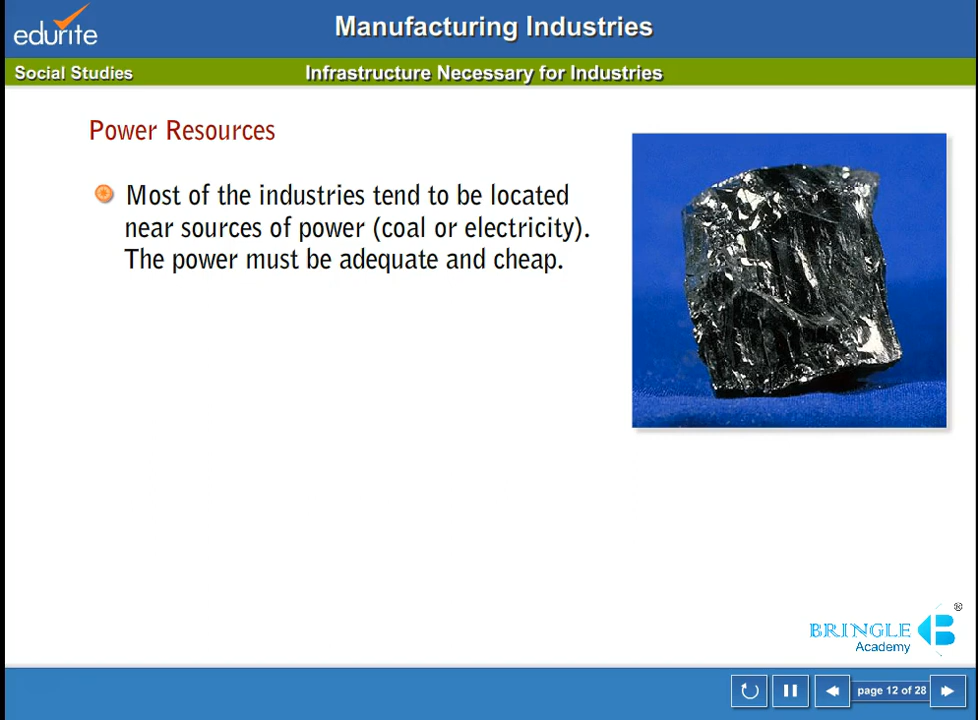 edurite
Manufacturing Industries
Social Studies
Infrastructure Necessary for Industries
Power Resources
Most of the industries tend to be located
near sources of power (coal or electricity).
The power must be adequate and cheap.
BRINGLE B ®
Academy
page 12 of 28